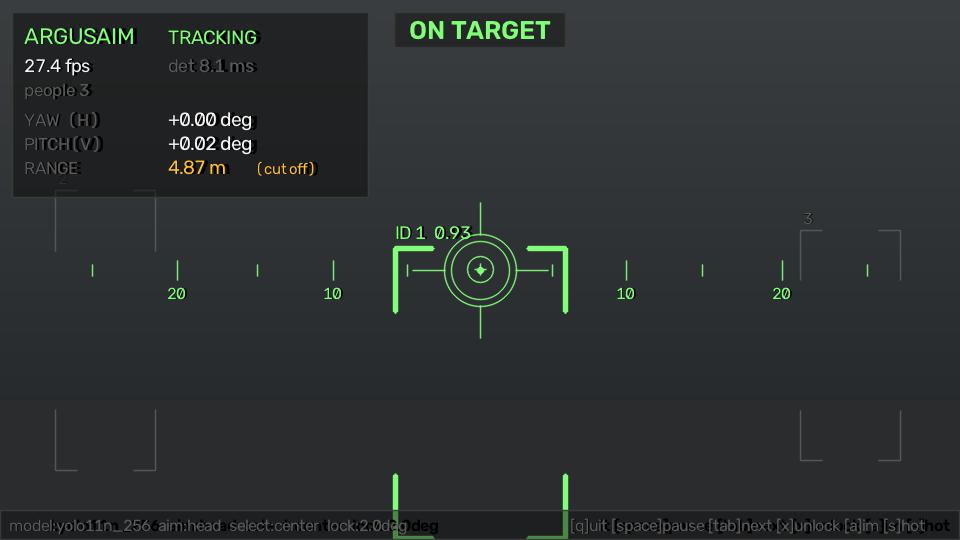 ARGUSAIM TRACKING
ON TARGET
27.4 fps det 8.1 ms
people 3
YAW (H) +0.00 deg
PITCH(V) +0.02 deg
RANGE 4.87 m (cut off)
3
ID 1 0.93
20 10 10 20
model:yolo11n_256 aim:head select:center lock:2.0deg [q]uit [space]pause [tab]next [x]unlock [a]im [s]hot